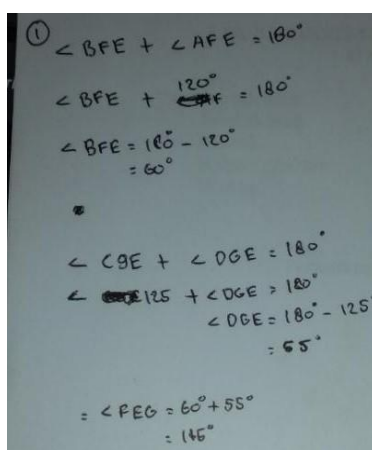 ①
< BFE + < AFE = 180°
< BFE + 120° = 180°
< BFE = 180° - 120°
= 60°
< CGE + < DGE = 180°
< 125 + < DGE = 180°
< DGE = 180° - 125
= 55°
= < FEG = 60° + 55°
= 115°